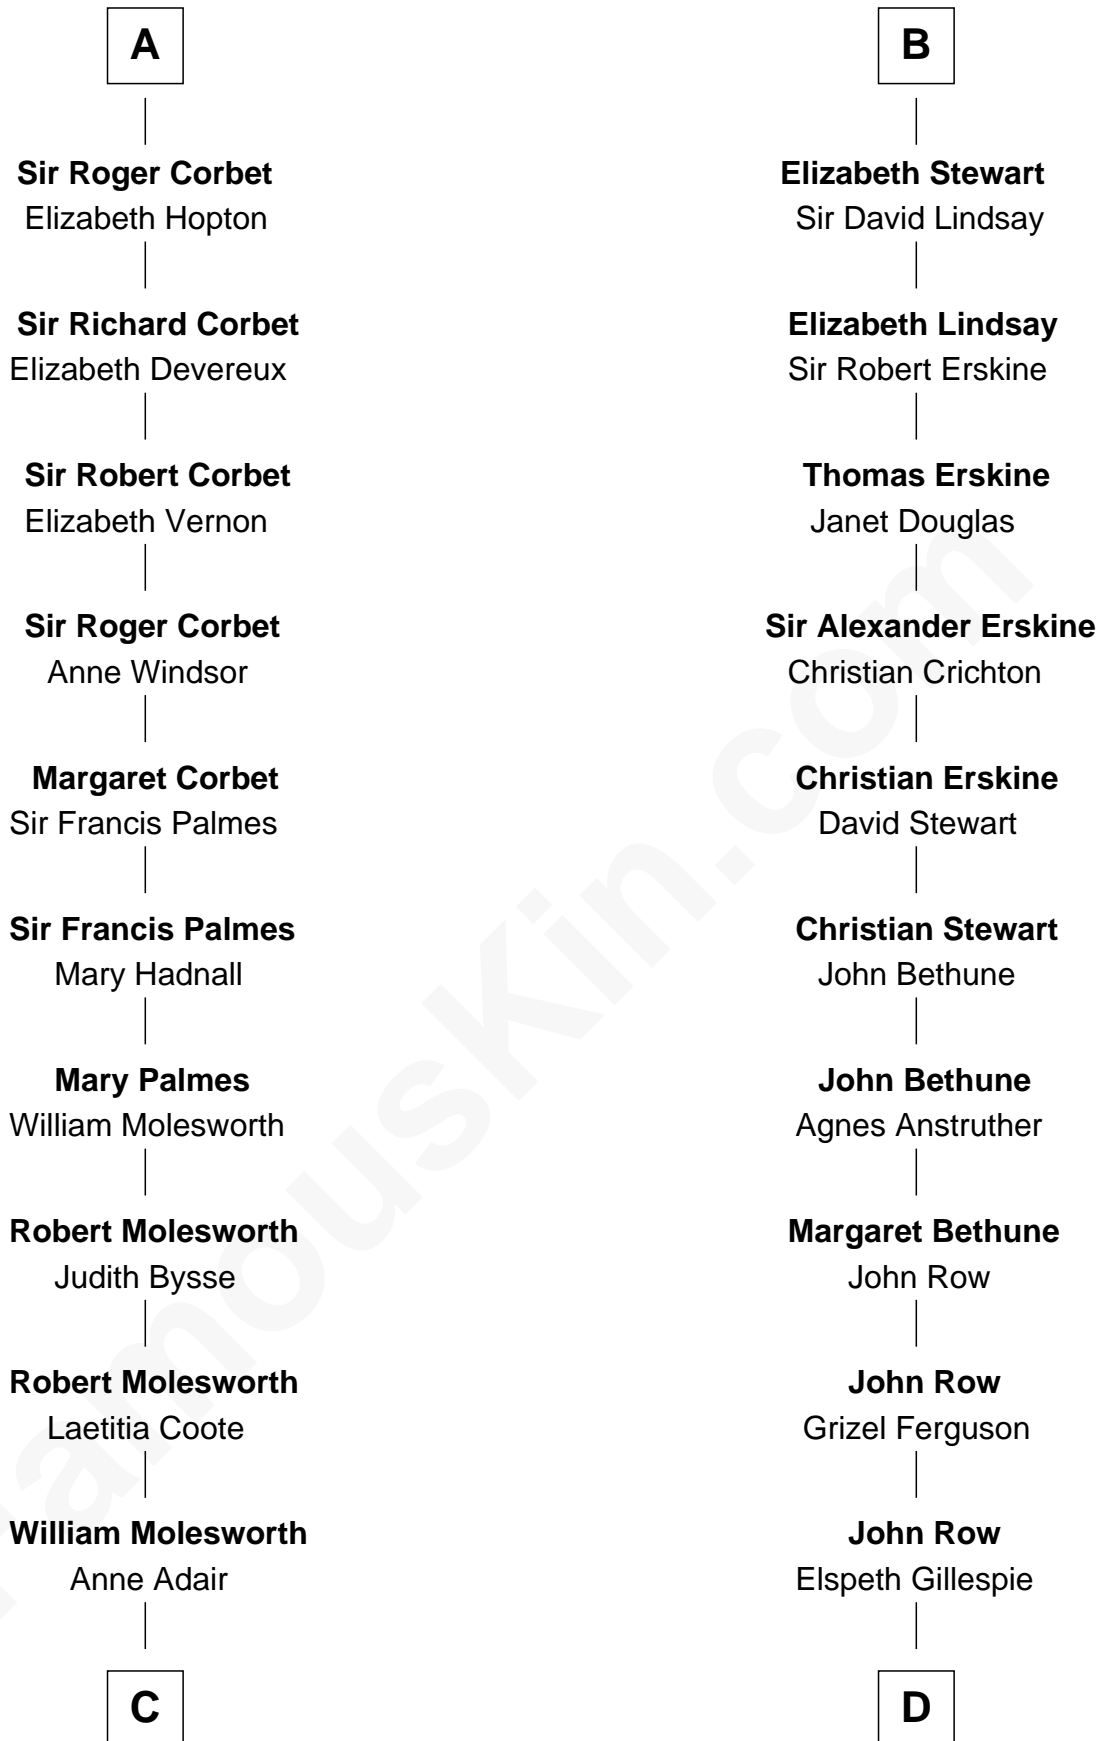 A
Sir Roger Corbet
Elizabeth Hopton
Sir Richard Corbet
Elizabeth Devereux
Sir Robert Corbet
Elizabeth Vernon
Sir Roger Corbet
Anne Windsor
Margaret Corbet
Sir Francis Palmes
Sir Francis Palmes
Mary Hadnall
Mary Palmes
William Molesworth
Robert Molesworth
Judith Bysse
Robert Molesworth
Laetitia Coote
William Molesworth
Anne Adair
C
B
Elizabeth Stewart
Sir David Lindsay
Elizabeth Lindsay
Sir Robert Erskine
Thomas Erskine
Janet Douglas
Sir Alexander Erskine
Christian Crichton
Christian Erskine
David Stewart
Christian Stewart
John Bethune
John Bethune
Agnes Anstruther
Margaret Bethune
John Row
John Row
Grizel Ferguson
John Row
Elspeth Gillespie
D
FamousKin.com